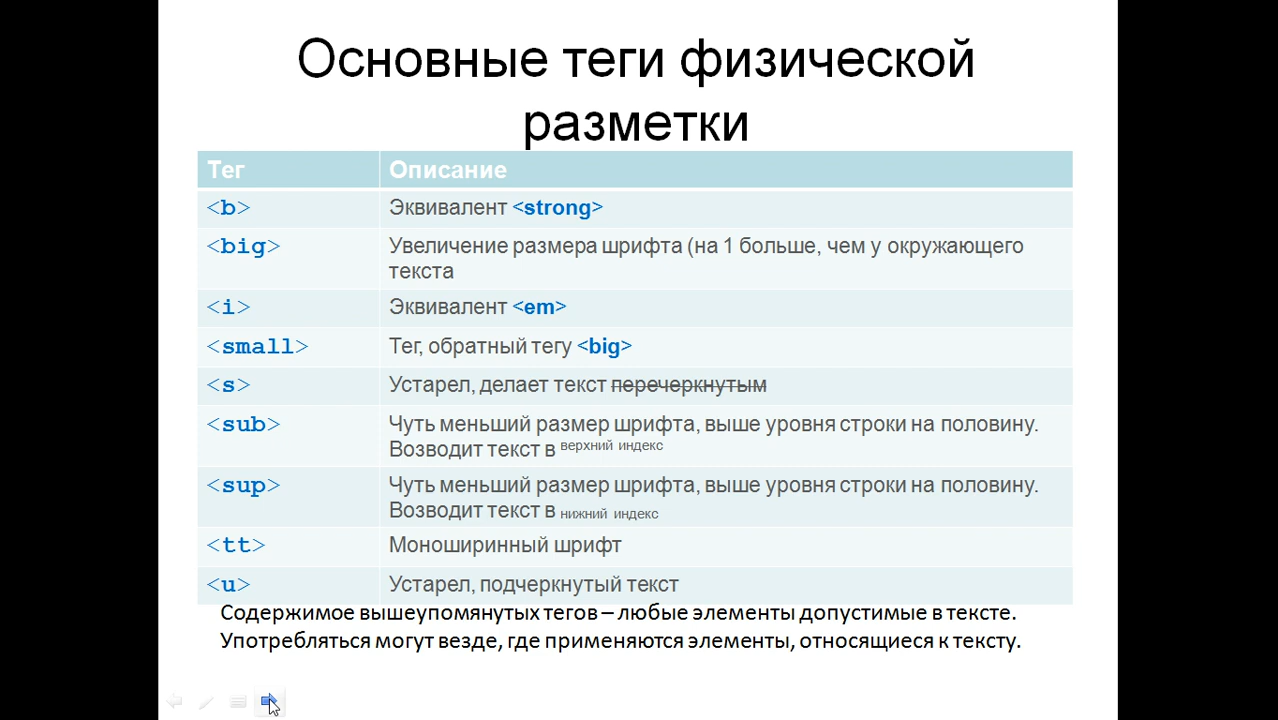 Основные теги физической
разметки
Тег Описание
<b> Эквивалент <strong>
<big> Увеличение размера шрифта (на 1 больше, чем у окружающего
текста
<i> Эквивалент <em>
<small> Тег, обратный тегу <big>
<s> Устарел, делает текст перечеркнутым
<sub> Чуть меньший размер шрифта, выше уровня строки на половину.
Возводит текст в верхний индекс
<sup> Чуть меньший размер шрифта, выше уровня строки на половину.
Возводит текст в нижний индекс
<tt> Моноширинный шрифт
<u> Устарел, подчеркнутый текст
Содержимое вышеупомянутых тегов – любые элементы допустимые в тексте.
Употребляться могут везде, где применяются элементы, относящиеся к тексту.